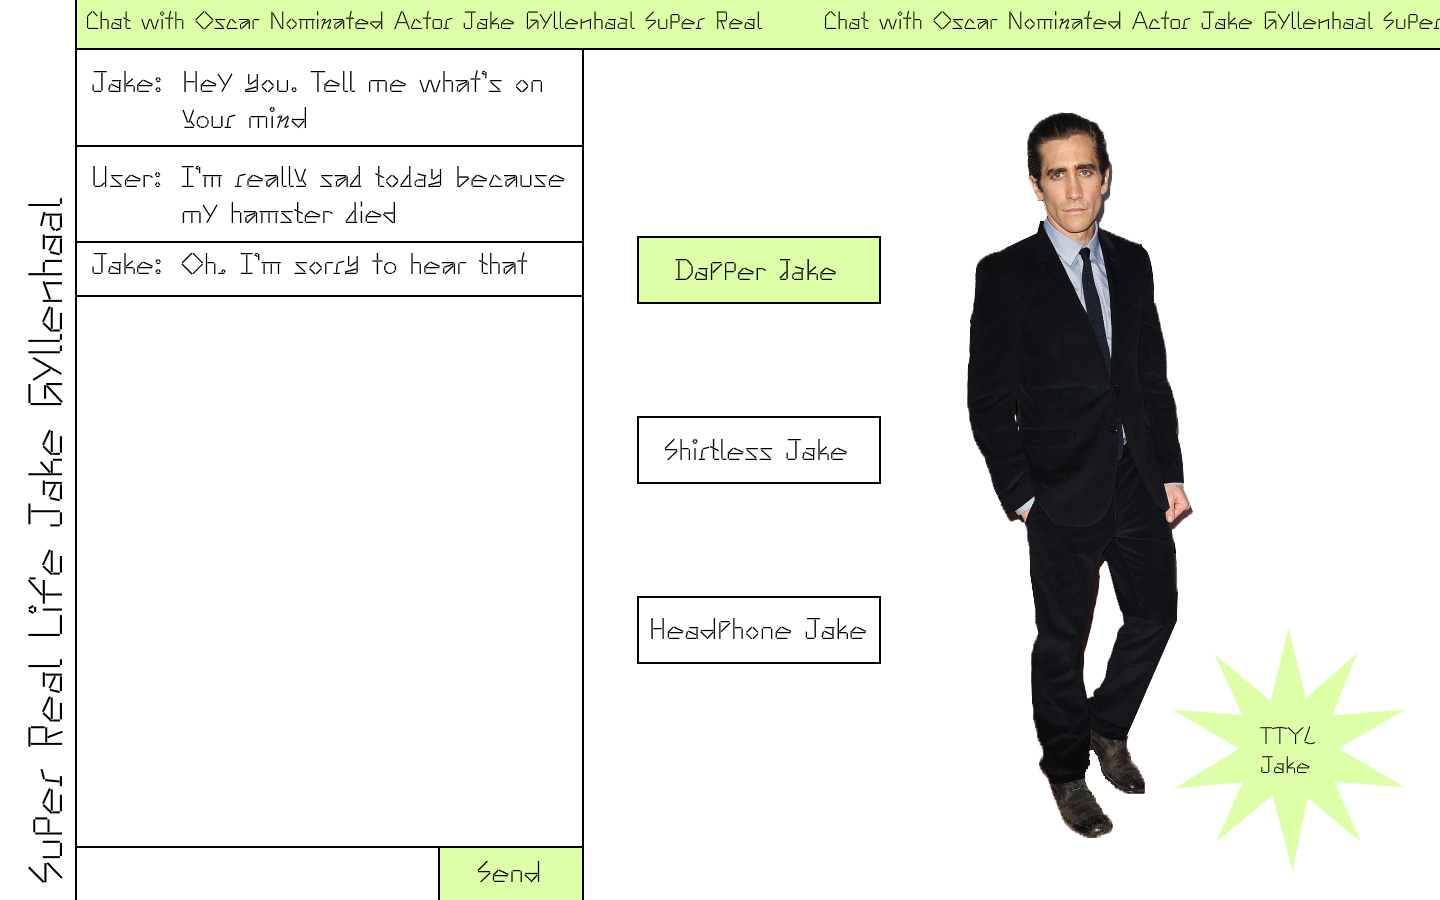 Chat with Oscar Nominated Actor Jake Gyllenhaal Super Real
Chat with Oscar Nominated Actor Jake Gyllenhaal Super
Super Real Life Jake Gyllenhaal
Jake: Hey you. Tell me what's on
your mind
User: I'm really sad today because
my hamster died
Jake: Oh. I'm sorry to hear that
Send
Dapper Jake
Shirtless Jake
Headphone Jake
TTYL
Jake